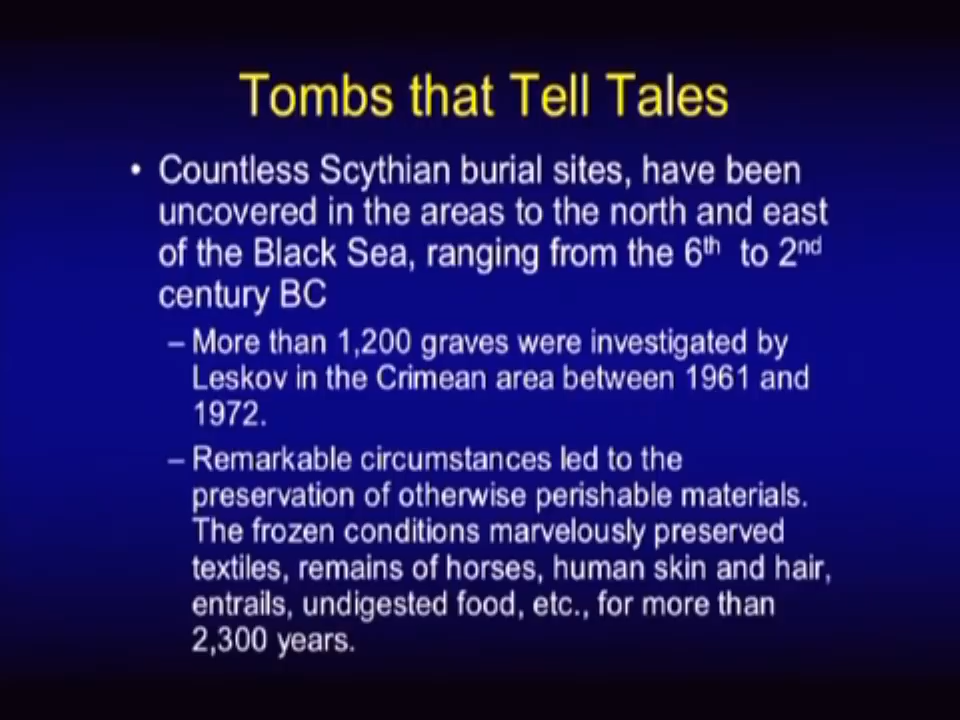 Tombs that Tell Tales
• Countless Scythian burial sites, have been
uncovered in the areas to the north and east
of the Black Sea, ranging from the 6th to 2nd
century BC
– More than 1,200 graves were investigated by
Leskov in the Crimean area between 1961 and
1972.
– Remarkable circumstances led to the
preservation of otherwise perishable materials.
The frozen conditions marvelously preserved
textiles, remains of horses, human skin and hair,
entrails, undigested food, etc., for more than
2,300 years.